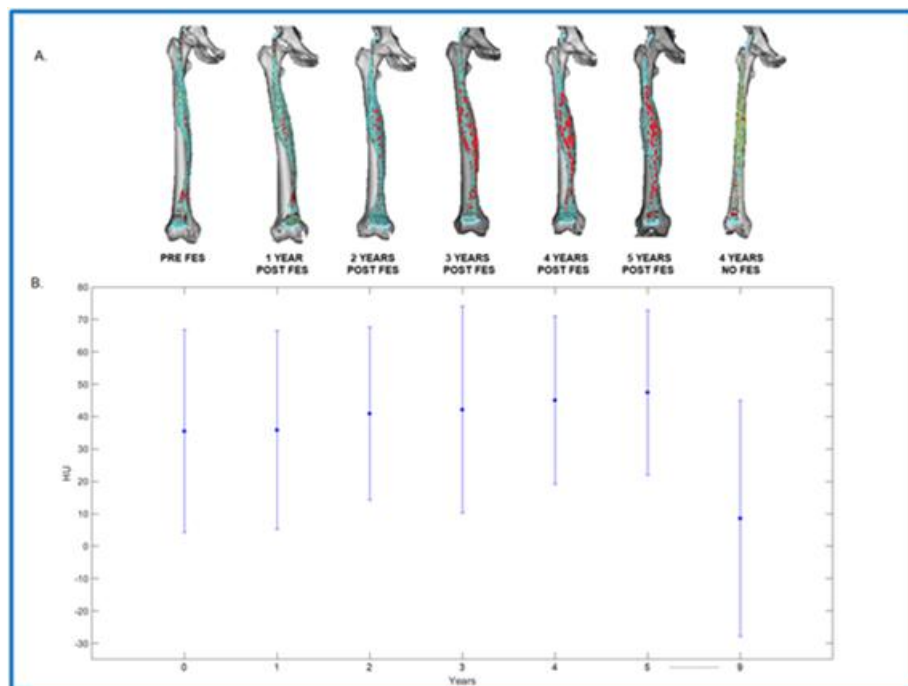 A.
PRE FES
1 YEAR
POST FES
2 YEARS
POST FES
3 YEARS
POST FES
4 YEARS
POST FES
5 YEARS
POST FES
4 YEARS
NO FES
B.
80
70
60
50
40
30
20
10
0
-10
-20
-30
HU
0 1 2 3 4 5 9
Years